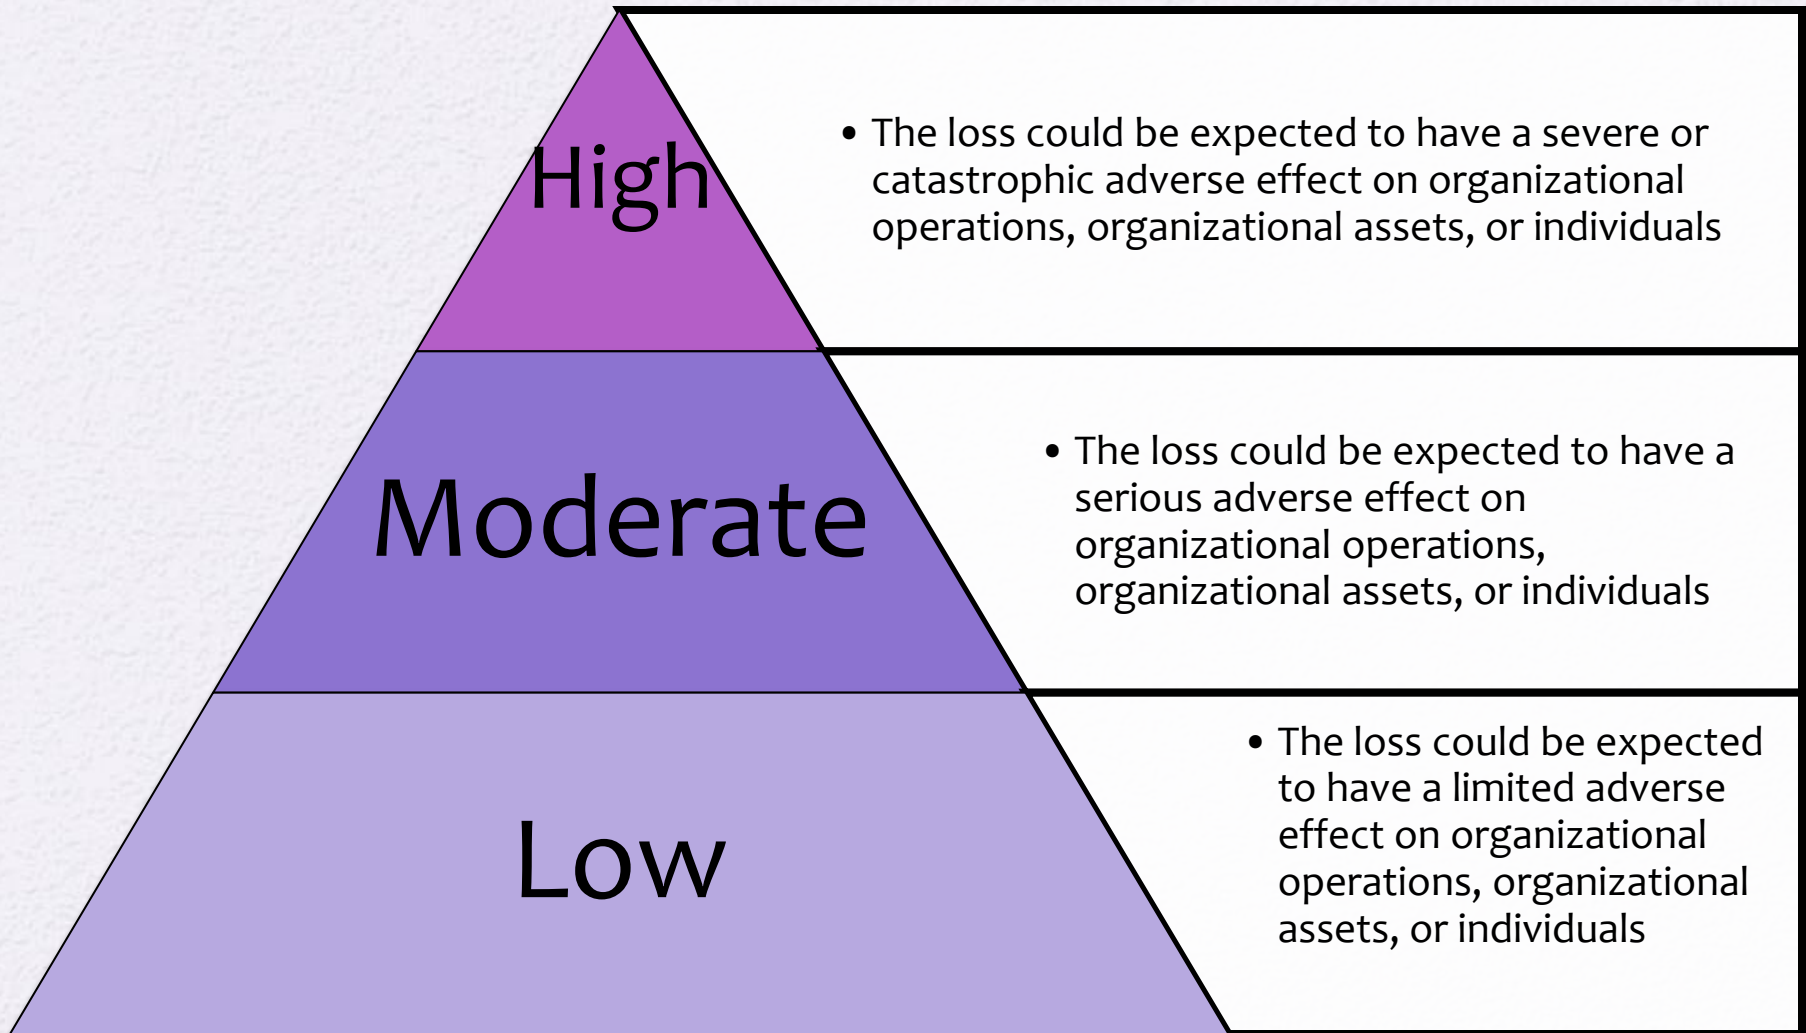 High
• The loss could be expected to have a severe or
catastrophic adverse effect on organizational
operations, organizational assets, or individuals
Moderate
• The loss could be expected to have a
serious adverse effect on
organizational operations,
organizational assets, or individuals
Low
• The loss could be expected
to have a limited adverse
effect on organizational
operations, organizational
assets, or individuals